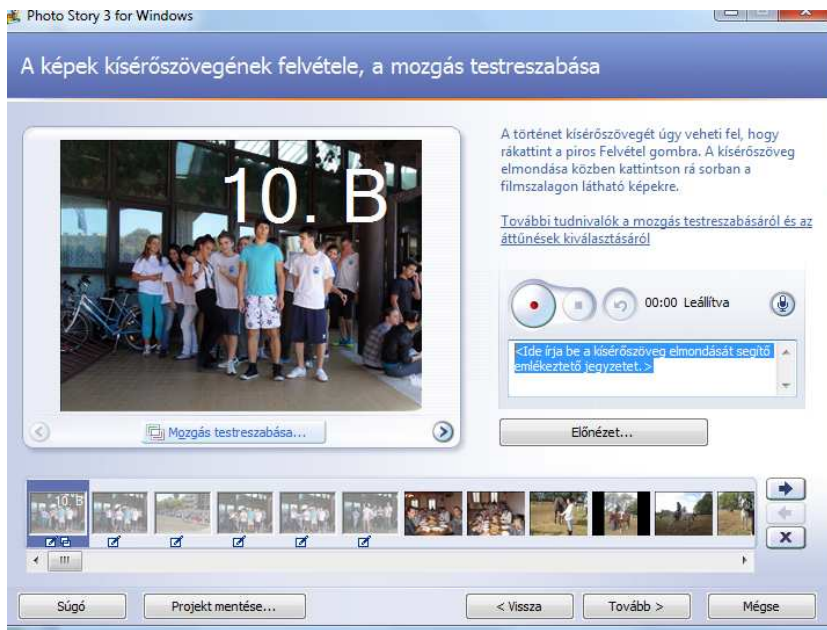 Photo Story 3 for Windows
A képek kísérőszövegének felvétele, a mozgás testreszabása
10. B
A történet kísérőszövegét úgy veheti fel, hogy
rákattint a piros Felvétel gombra. A kísérőszöveg
elmondása közben kattintson rá sorban a
filmszalagon látható képekre.
További tudnivalók a mozgás testreszabásáról és az
áttűnések kiválasztásáról
00:00 Leállítva
<Ide írja be a kísérőszöveg elmondását segítő
emlékeztető jegyzetet.>
Mozgás testreszabása...
Előnézet...
10. B
Súgó
Projekt mentése...
< Vissza
Tovább >
Mégse